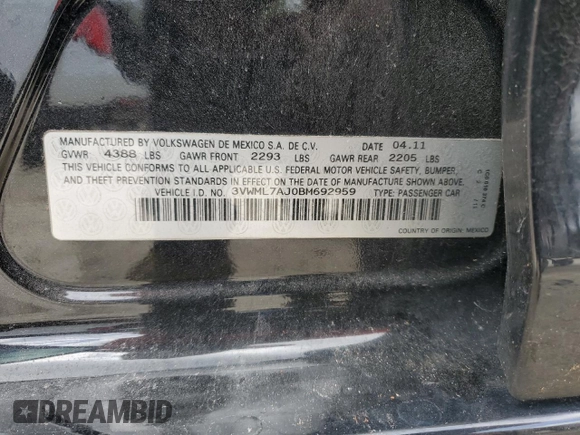 MANUFACTURED BY VOLKSWAGEN DE MEXICO S.A. DE C.V. DATE 04.11
GVWR 4388 LBS GAWR FRONT 2293 LBS GAWR REAR 2205 LBS
THIS VEHICLE CONFORMS TO ALL APPLICABLE U.S. FEDERAL MOTOR VEHICLE SAFETY, BUMPER,
AND THEFT PREVENTION STANDARDS IN EFFECT ON THE DATE OF MANUFACTURE SHOWN ABOVE.
VEHICLE I.D. NO. 3VWML7AJ0BM692959 TYPE: PASSENGER CAR
COUNTRY OF ORIGIN: MEXICO
DREAMBID